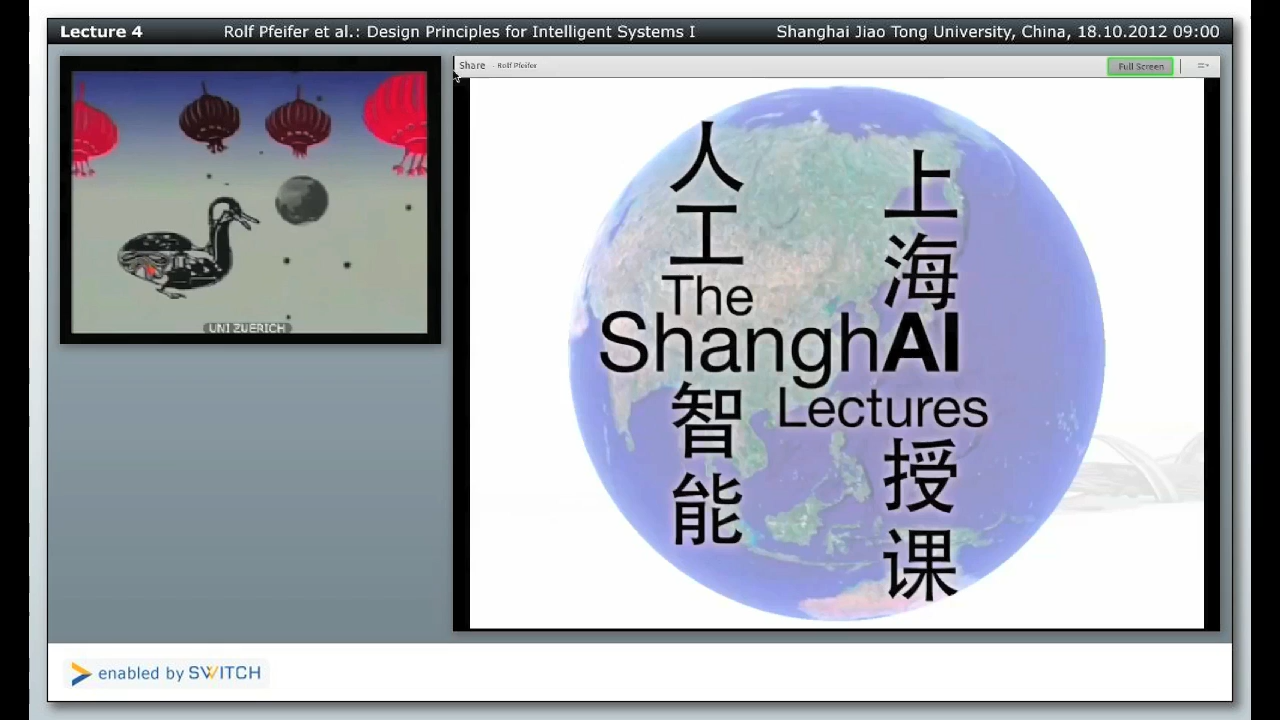 Lecture 4
Rolf Pfeifer et al.: Design Principles for Intelligent Systems I
Shanghai Jiao Tong University, China, 18.10.2012 09:00
Share - Rolf Pfeifer
Full Screen
UNI ZUERICH
人工智能
上海授课
The
ShanghAI
Lectures
enabled by SWITCH